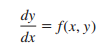 dy/dx = f(x, y)